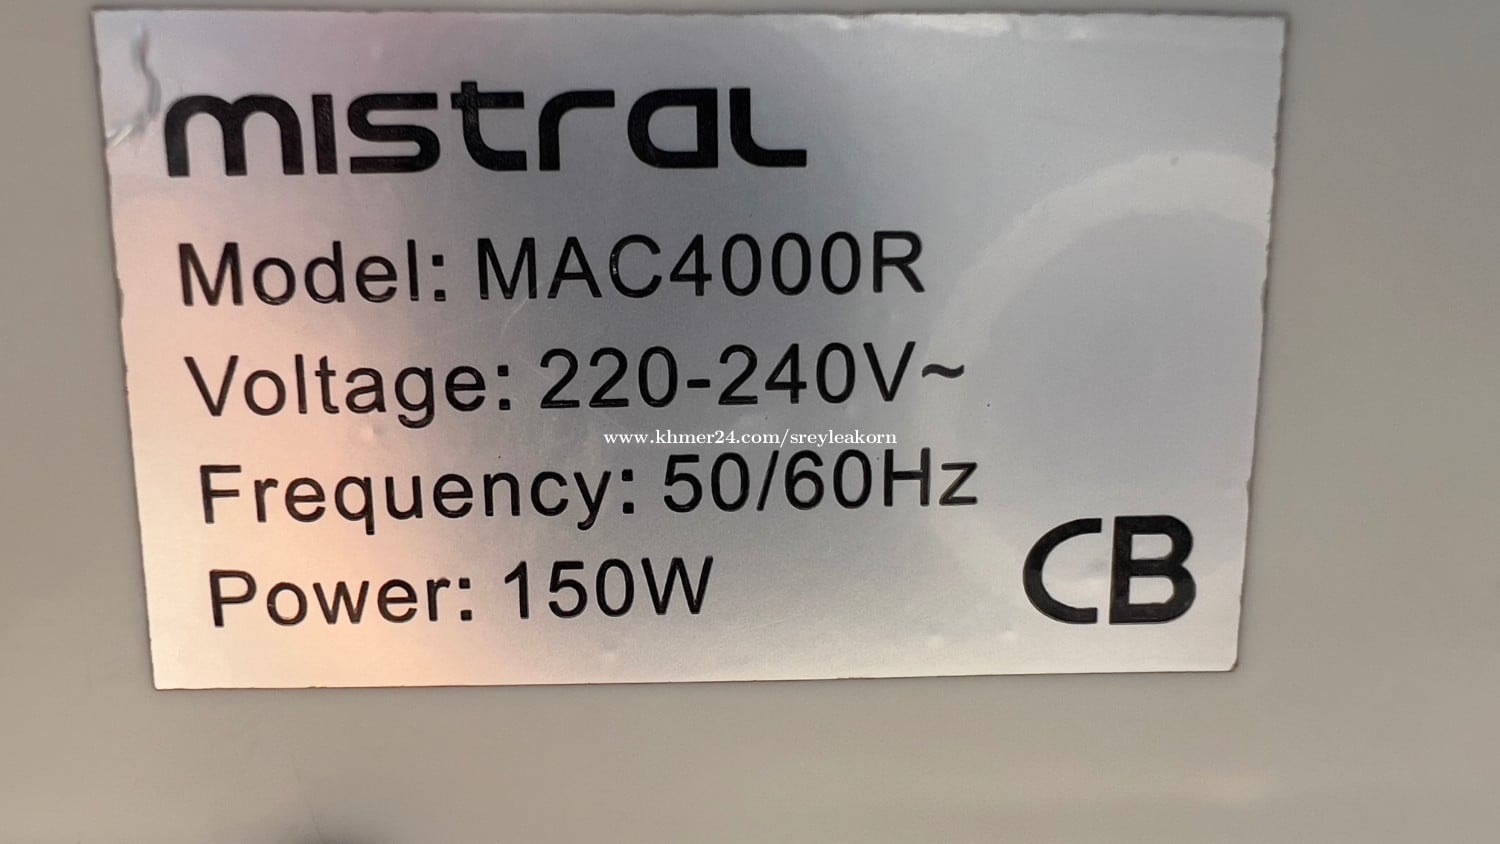 mistral
Model: MAC4000R
Voltage: 220-240V~
www.khmer24.com/sreyleakorn
Frequency: 50/60Hz
Power: 150W
CB